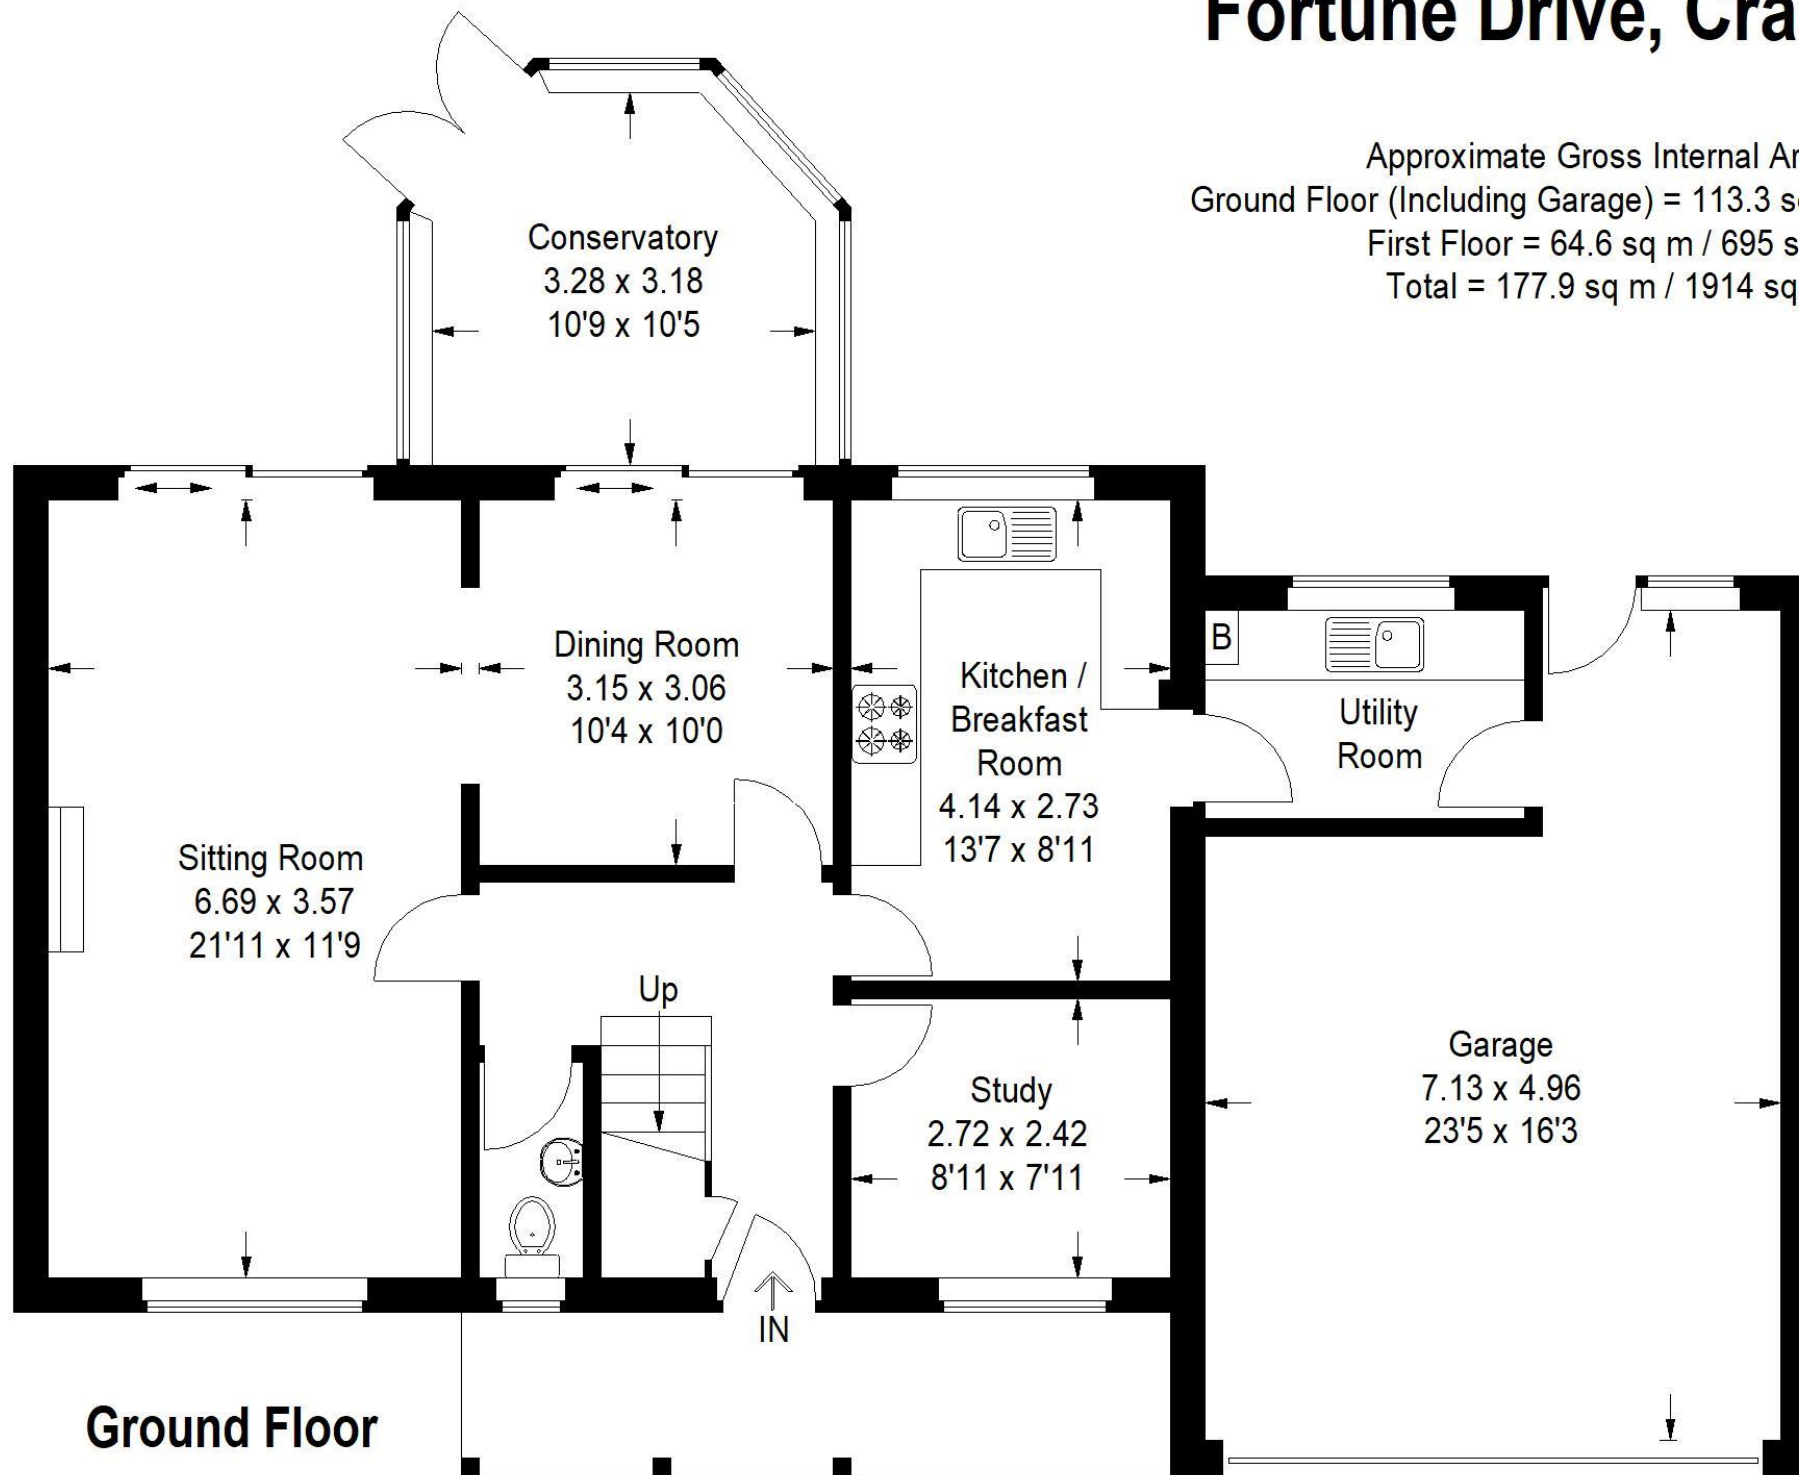 Fortune Drive, Cra
Approximate Gross Internal Ar
Ground Floor (Including Garage) = 113.3 s
First Floor = 64.6 sq m / 695 s
Total = 177.9 sq m / 1914 sq
Conservatory
3.28 x 3.18
10'9 x 10'5
Dining Room
3.15 x 3.06
10'4 x 10'0
Kitchen /
Breakfast
Room
4.14 x 2.73
13'7 x 8'11
B
Utility
Room
Sitting Room
6.69 x 3.57
21'11 x 11'9
Up
Study
2.72 x 2.42
8'11 x 7'11
Garage
7.13 x 4.96
23'5 x 16'3
IN
Ground Floor